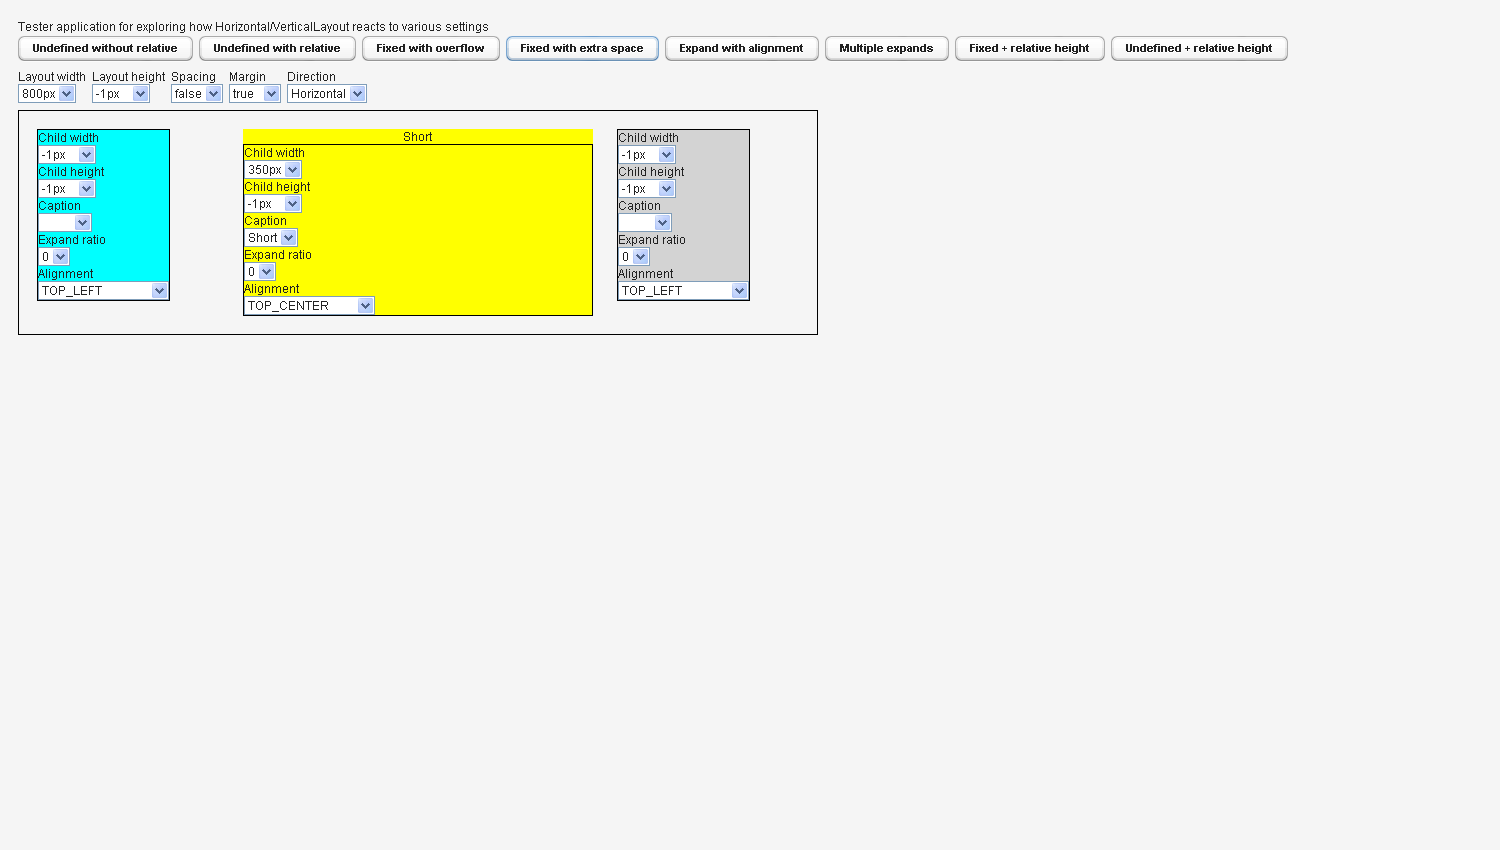 Tester application for exploring how Horizontal/VerticalLayout reacts to various settings
Undefined without relative Undefined with relative Fixed with overflow Fixed with extra space Expand with alignment Multiple expands Fixed + relative height Undefined + relative height
Layout width Layout height Spacing Margin Direction
800px -1px false true Horizontal
Child width
-1px
Child height
-1px
Caption
Expand ratio
0
Alignment
TOP_LEFT
Short
Child width
350px
Child height
-1px
Caption
Short
Expand ratio
0
Alignment
TOP_CENTER
Child width
-1px
Child height
-1px
Caption
Expand ratio
0
Alignment
TOP_LEFT